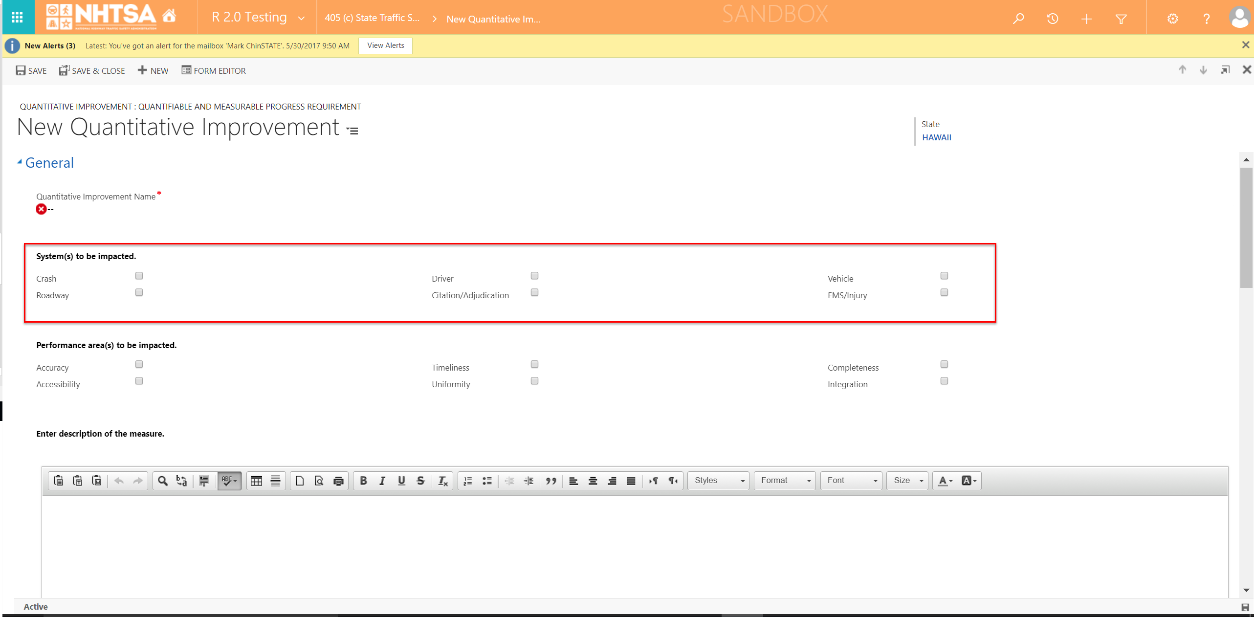 NHTSA R 2.0 Testing 405 (c) State Traffic S... New Quantitative Im... SANDBOX
New Alerts (3) Latest: You've got an alert for the mailbox 'Mark ChinSTATE'. 5/30/2017 9:50 AM View Alerts
SAVE SAVE & CLOSE NEW FORM EDITOR
QUANTITATIVE IMPROVEMENT : QUANTIFIABLE AND MEASURABLE PROGRESS REQUIREMENT
New Quantitative Improvement
State
HAWAII
General
Quantitative Improvement Name*
--
System(s) to be impacted.
Crash Driver Vehicle
Roadway Citation/Adjudication EMS/Injury
Performance area(s) to be impacted.
Accuracy Timeliness Completeness
Accessibility Uniformity Integration
Enter description of the measure.
Styles Format Font Size
Active